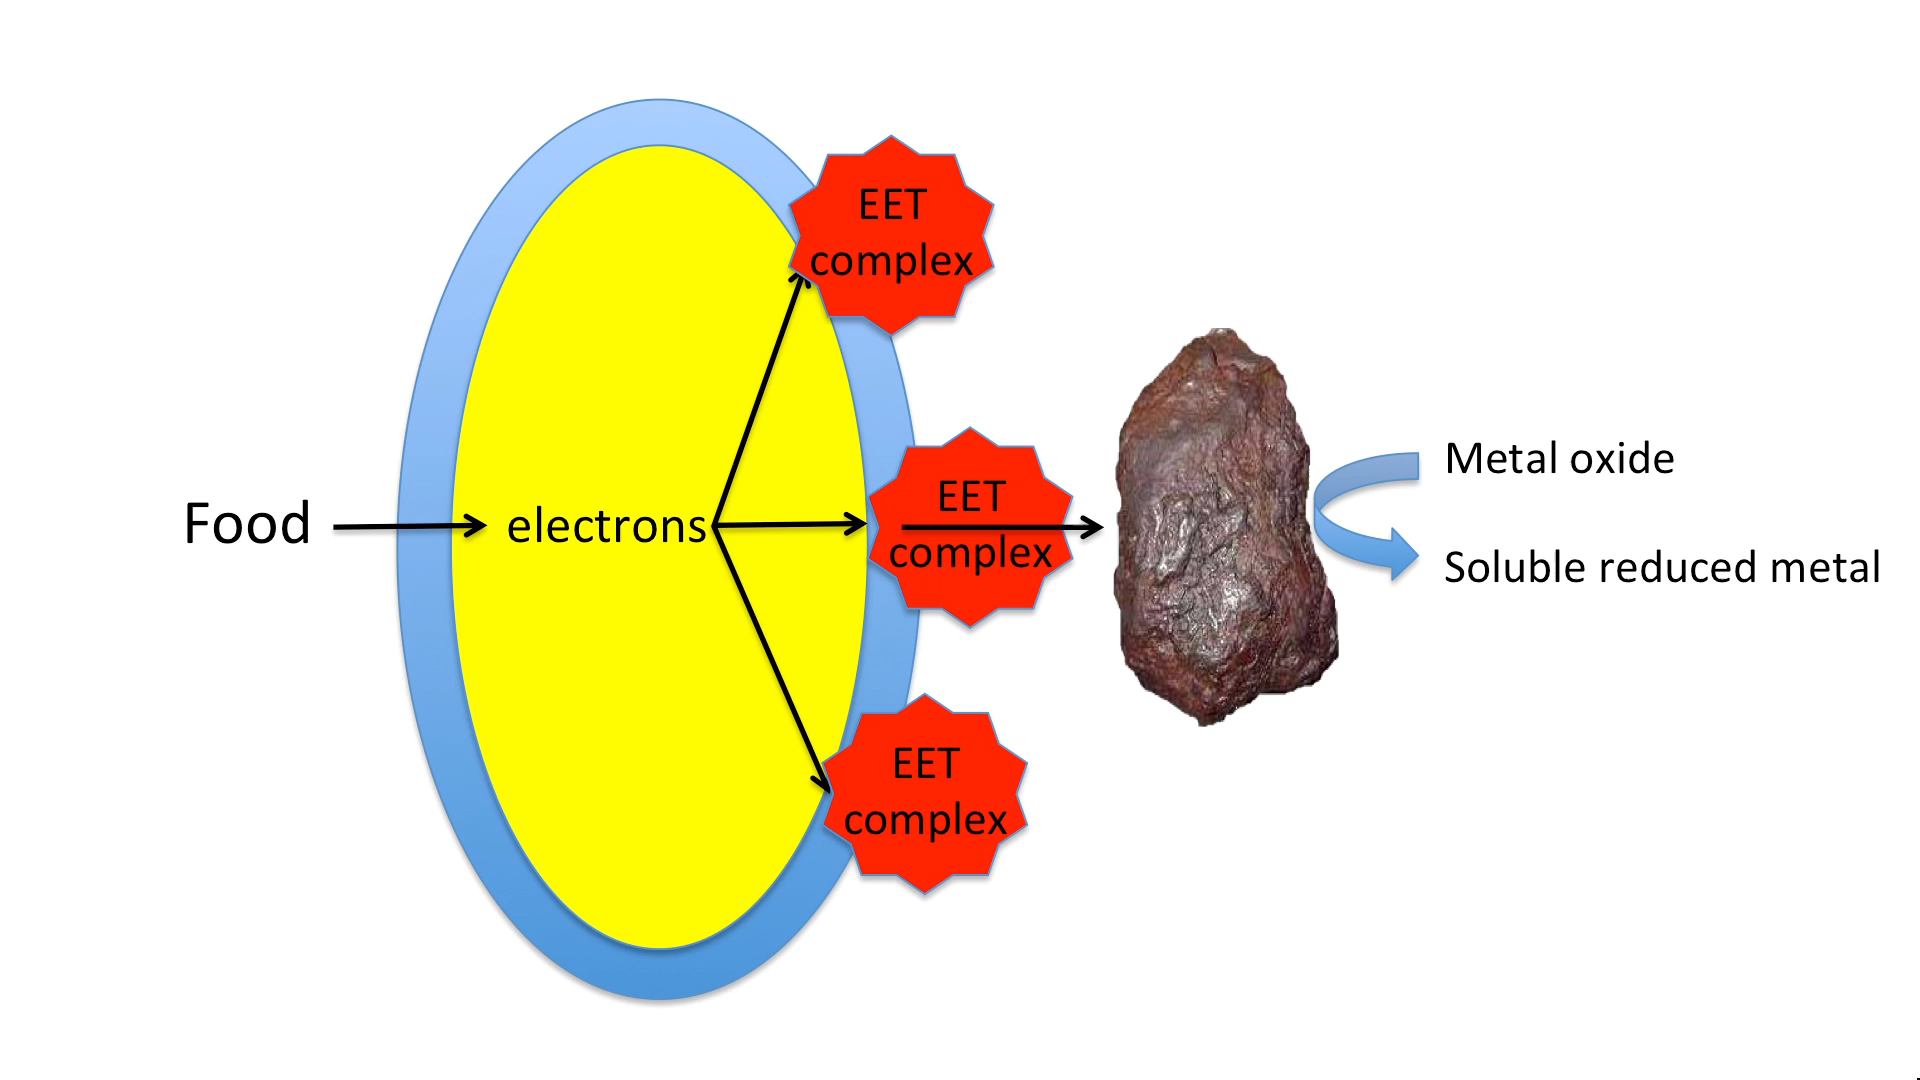 EET
complex
Food
electrons
EET
complex
Metal oxide
Soluble reduced metal
EET
complex